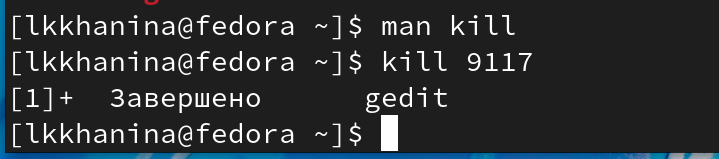 [lkkhanina@fedora ~]$ man kill
[lkkhanina@fedora ~]$ kill 9117
[1]+  Завершено      gedit
[lkkhanina@fedora ~]$